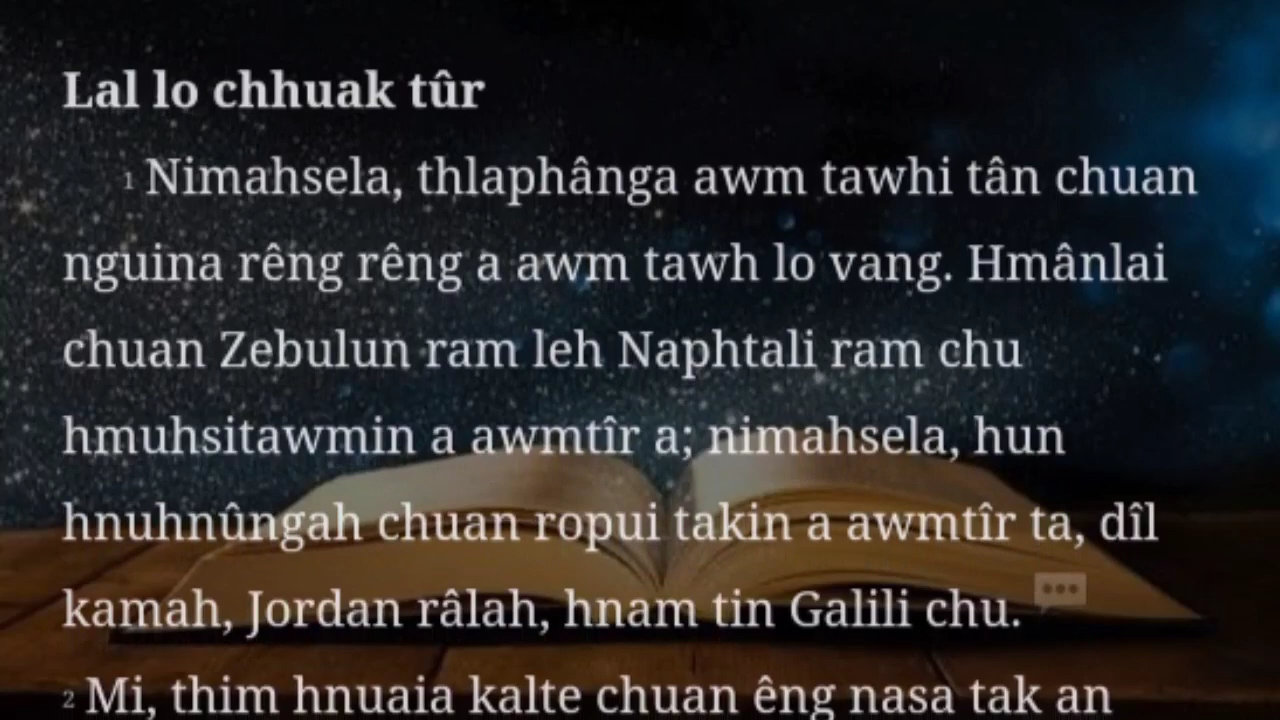 Lal lo chhuak tûr
1 Nimahsela, thlaphânga awm tawhi tân chuan
nguina rêng rêng a awm tawh lo vang. Hmânlai
chuan Zebulun ram leh Naphtali ram chu
hmuhsitawmin a awmtîr a; nimahsela, hun
hnuhnûngah chuan ropui takin a awmtîr ta, dîl
kamah, Jordan râlah, hnam tin Galili chu.
2 Mi, thim hnuaia kalte chuan êng nasa tak an